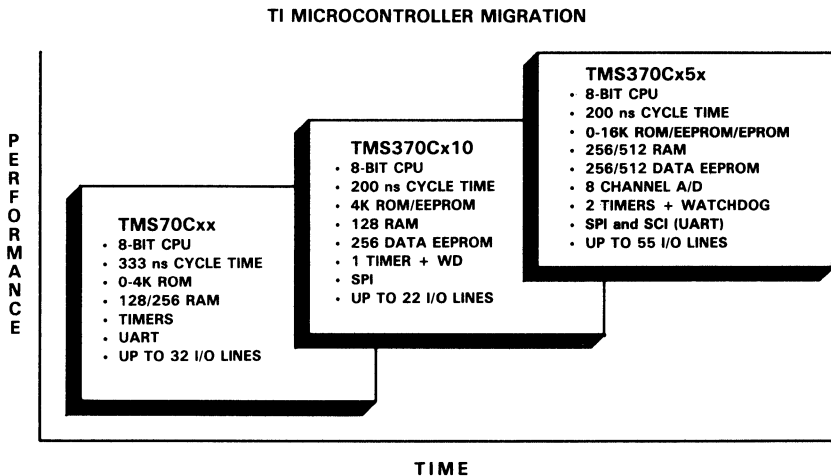 TI MICROCONTROLLER MIGRATION
PERFORMANCE
TMS70Cxx
• 8-BIT CPU
• 333 ns CYCLE TIME
• 0-4K ROM
• 128/256 RAM
• TIMERS
• UART
• UP TO 32 I/O LINES
TMS370Cx10
• 8-BIT CPU
• 200 ns CYCLE TIME
• 4K ROM/EEPROM
• 128 RAM
• 256 DATA EEPROM
• 1 TIMER + WD
• SPI
• UP TO 22 I/O LINES
TMS370Cx5x
• 8-BIT CPU
• 200 ns CYCLE TIME
• 0-16K ROM/EEPROM/EPROM
• 256/512 RAM
• 256/512 DATA EEPROM
• 8 CHANNEL A/D
• 2 TIMERS + WATCHDOG
• SPI and SCI (UART)
• UP TO 55 I/O LINES
TIME